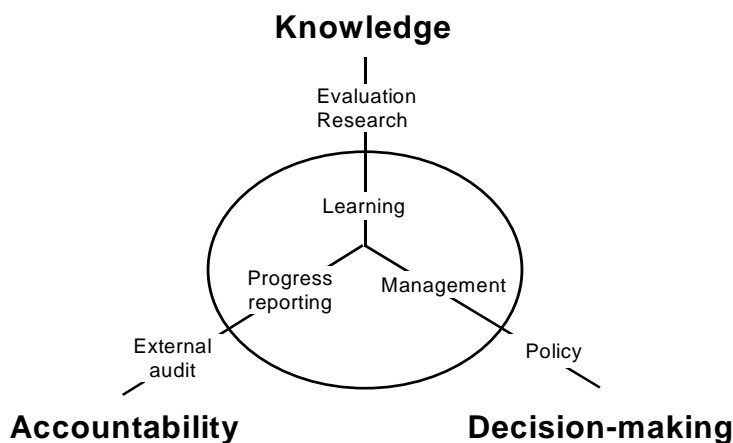 Knowledge
Evaluation
Research
Learning
Progress
reporting
Management
External
audit
Policy
Accountability
Decision-making